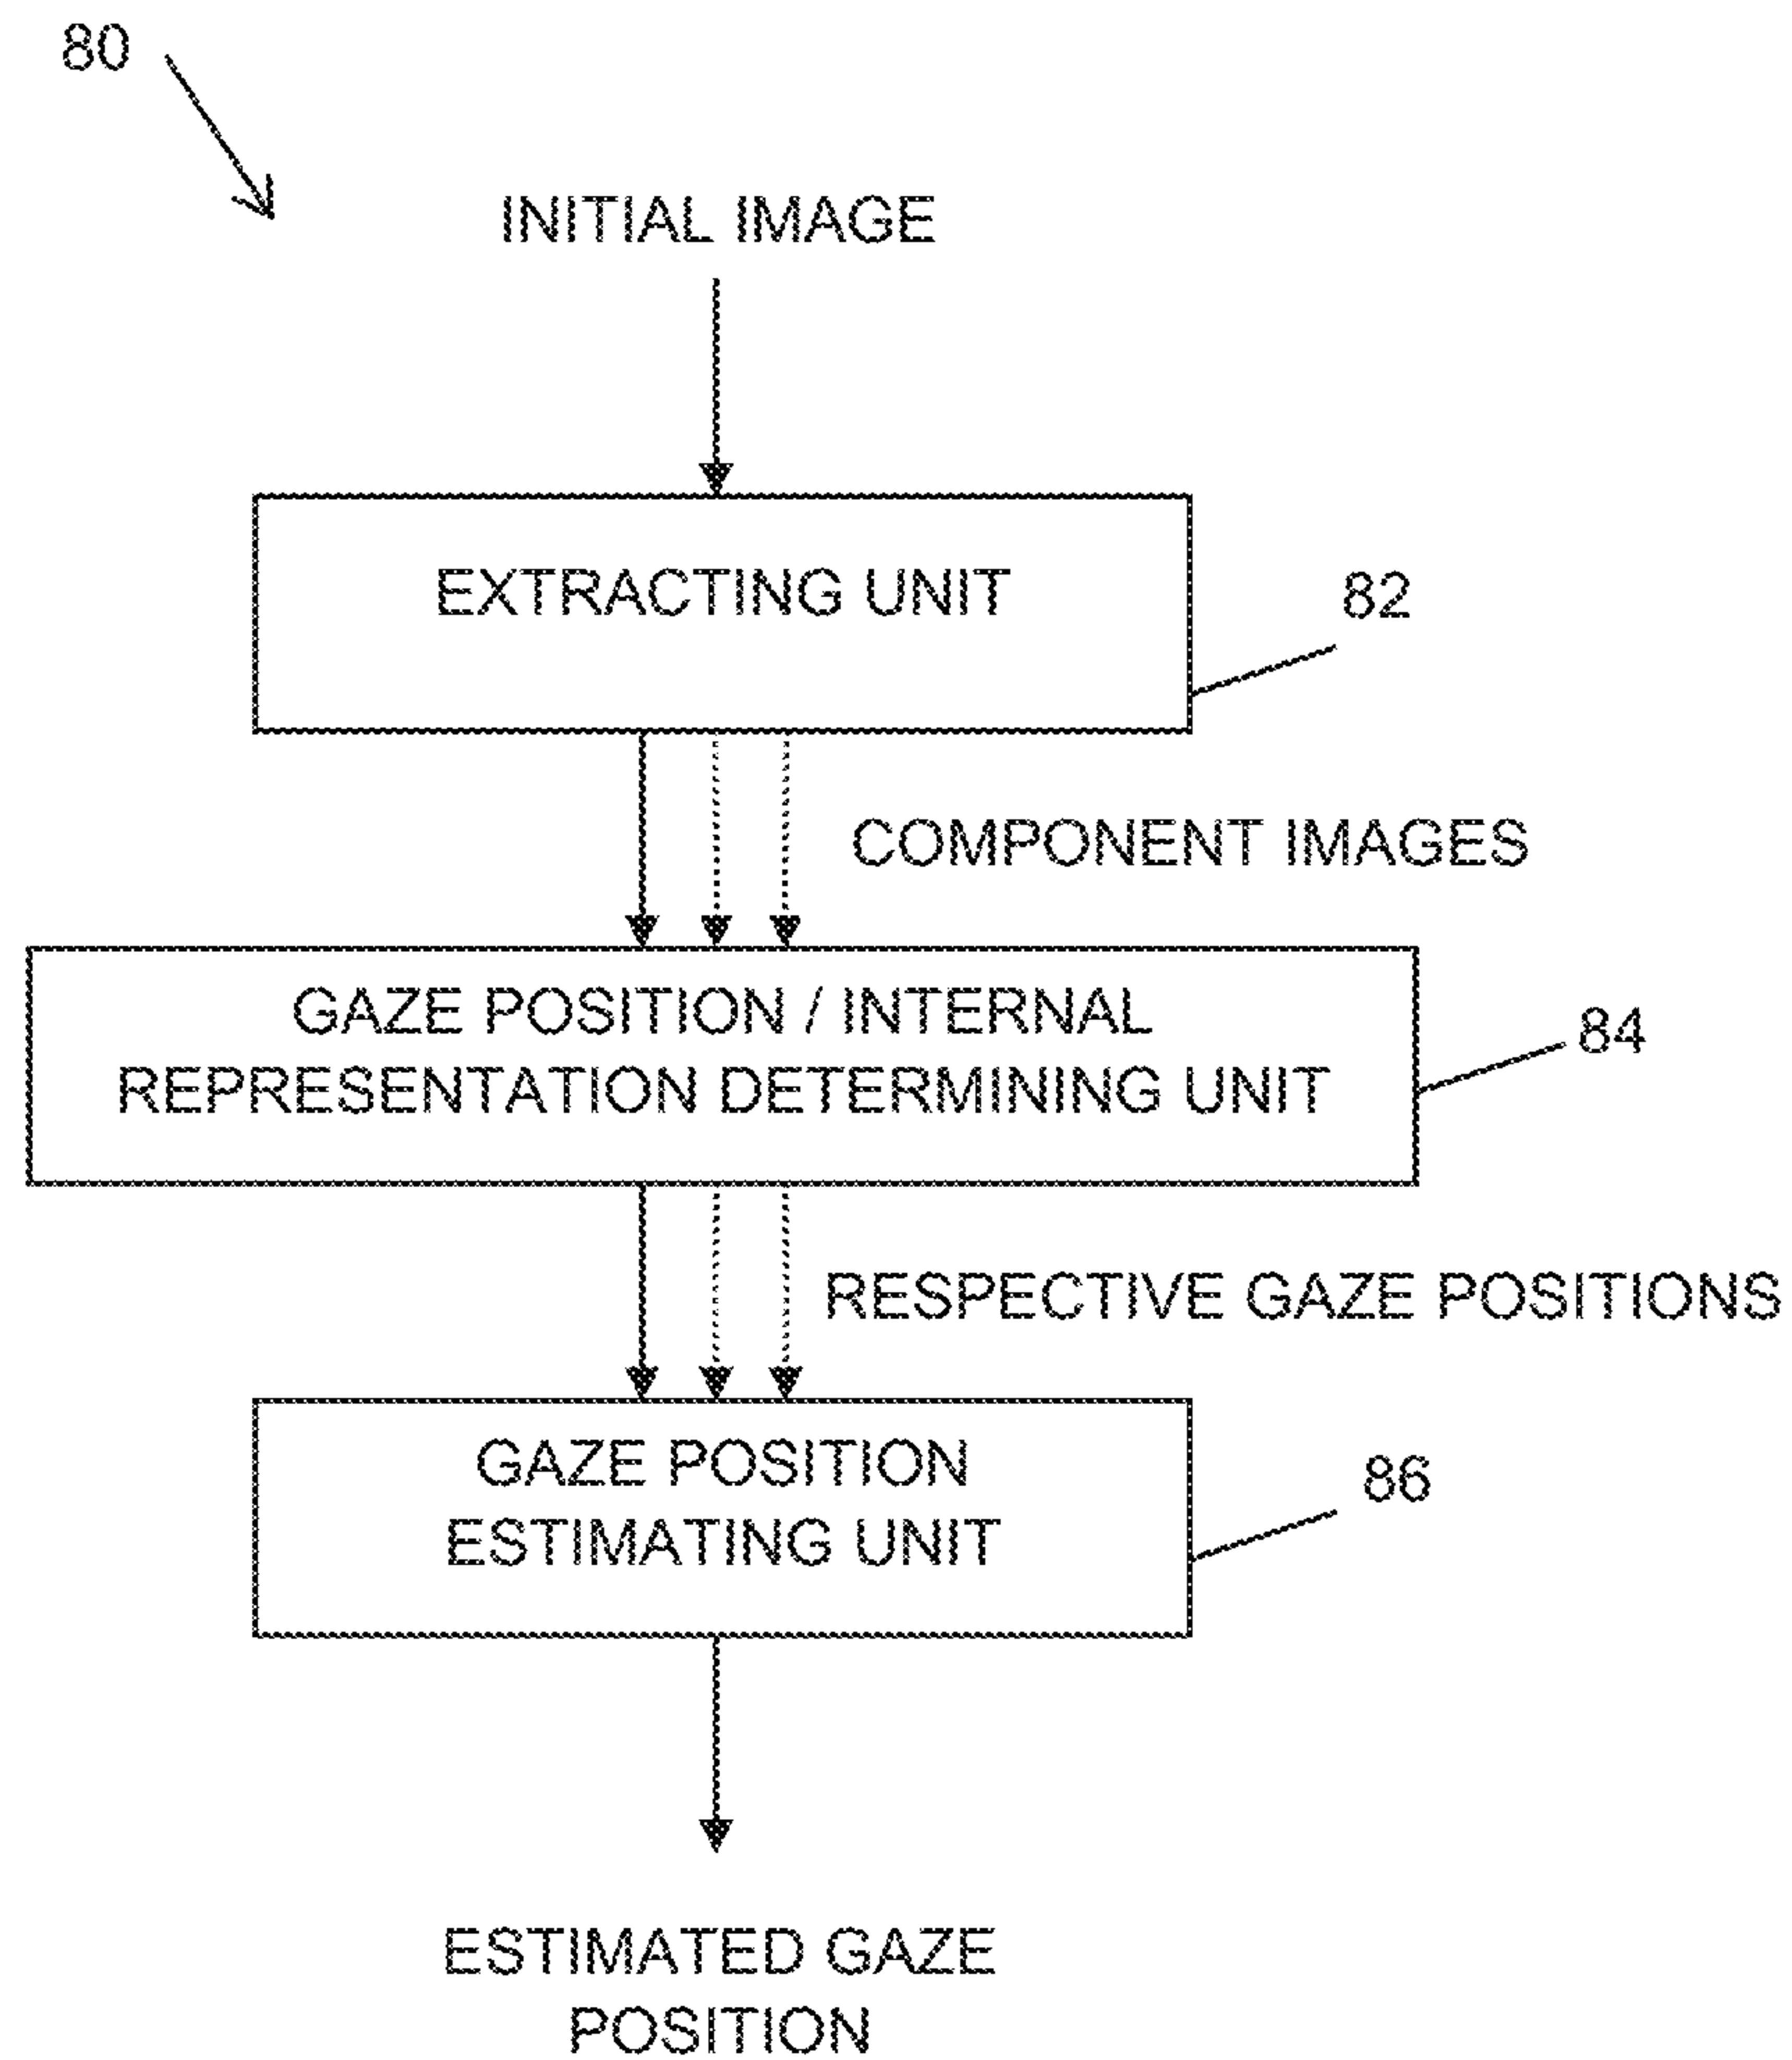 80
INITIAL IMAGE
EXTRACTING UNIT
82
COMPONENT IMAGES
GAZE POSITION / INTERNAL
REPRESENTATION DETERMINING UNIT
84
RESPECTIVE GAZE POSITIONS
GAZE POSITION
ESTIMATING UNIT
86
ESTIMATED GAZE
POSITION